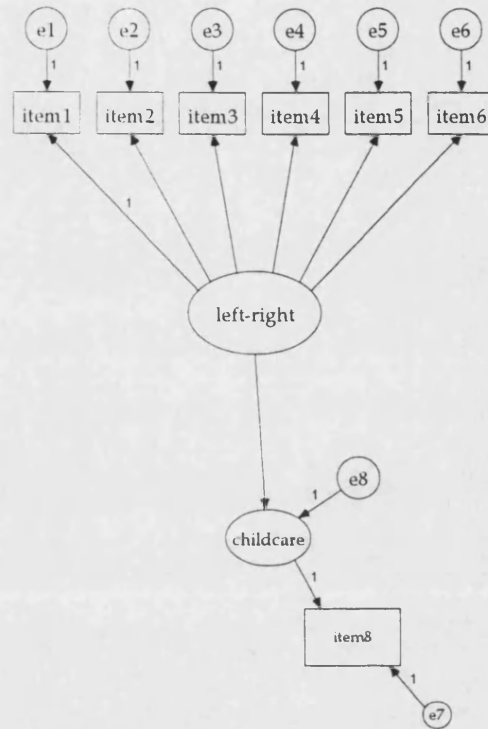 e1 e2 e3 e4 e5 e6
1 1 1 1 1 1
item1 item2 item3 item4 item5 item6
1
left-right
e8
1
childcare
1
item8
1
e7